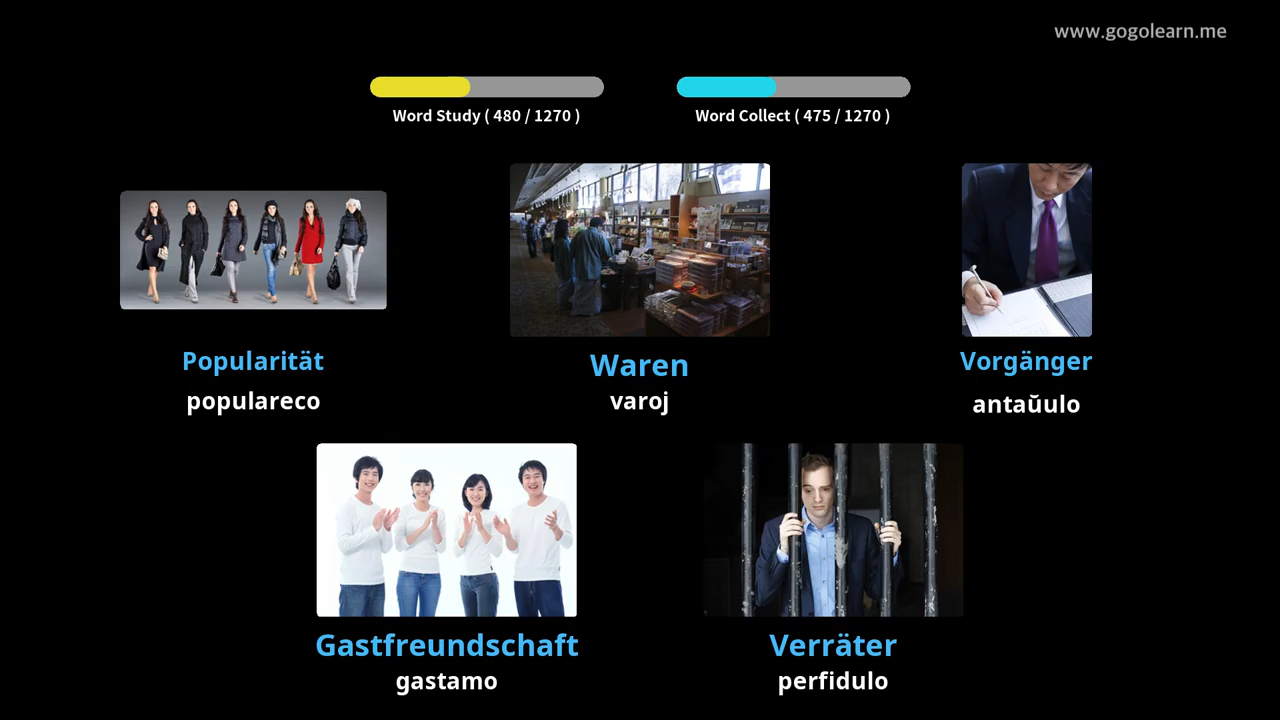 www.gogolearn.me
Word Study ( 480 / 1270 )
Word Collect ( 475 / 1270 )
Popularität
populareco
Waren
varoj
Vorgänger
antaŭulo
Gastfreundschaft
gastamo
Verräter
perfidulo